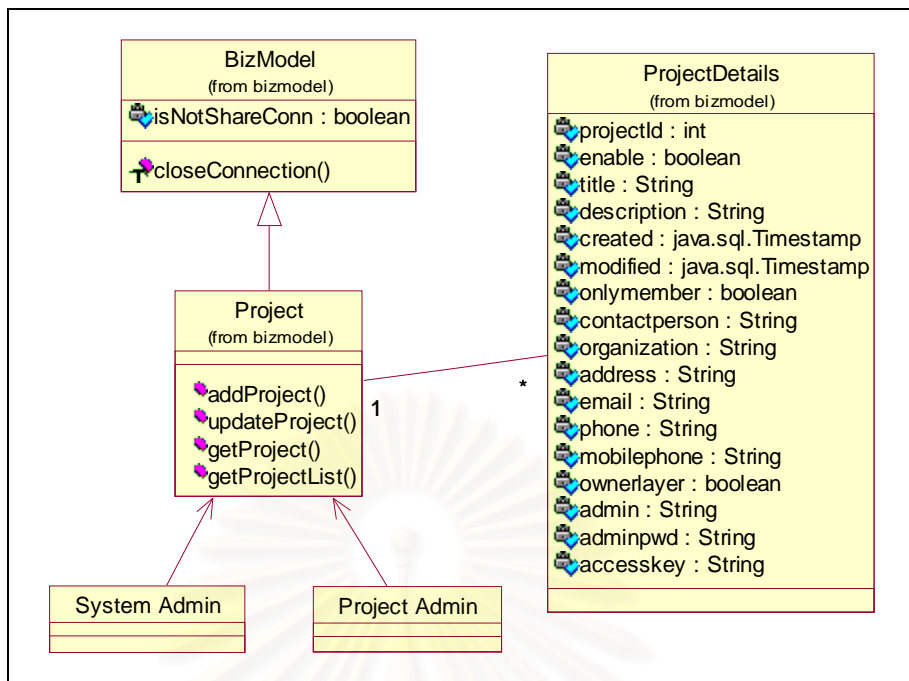 BizModel
(from bizmodel)
isNotShareConn : boolean
closeConnection()
ProjectDetails
(from bizmodel)
projectId : int
enable : boolean
title : String
description : String
created : java.sql.Timestamp
modified : java.sql.Timestamp
onlymember : boolean
contactperson : String
organization : String
address : String
email : String
phone : String
mobilephone : String
ownerlayer : boolean
admin : String
adminpwd : String
accesskey : String
Project
(from bizmodel)
addProject()
updateProject()
getProject()
getProjectList()
1
*
System Admin
Project Admin